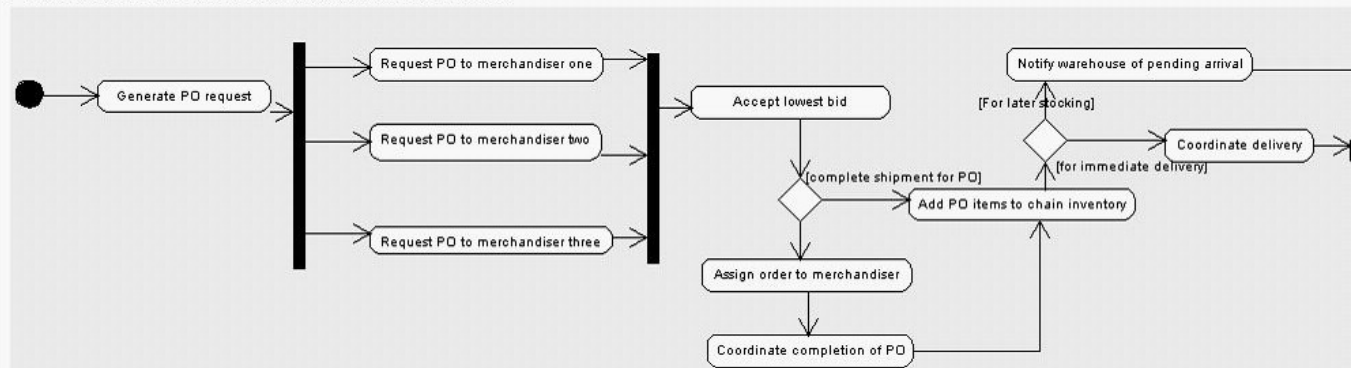 Generate PO request
Request PO to merchandiser one
Request PO to merchandiser two
Request PO to merchandiser three
Accept lowest bid
[complete shipment for PO]
Assign order to merchandiser
Coordinate completion of PO
Add PO items to chain inventory
Notify warehouse of pending arrival
[For later stocking]
Coordinate delivery
[for immediate delivery]